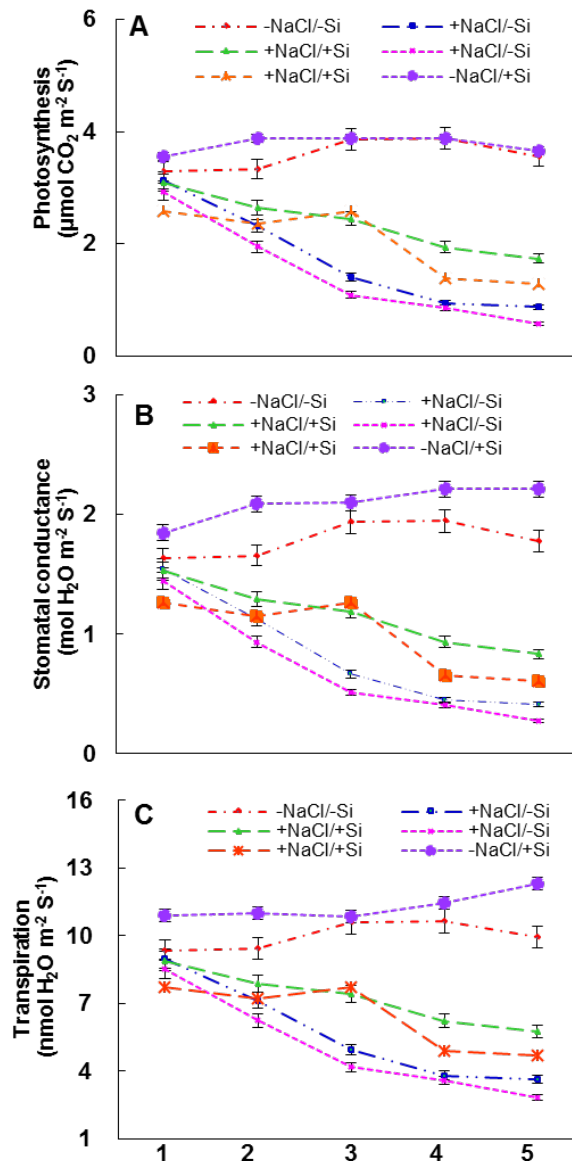 A
-NaCl/-Si +NaCl/-Si
+NaCl/+Si +NaCl/-Si
+NaCl/+Si -NaCl/+Si
Photosynthesis
(µmol CO₂ m⁻² S⁻¹)
6
4
2
0
B
-NaCl/-Si +NaCl/-Si
+NaCl/+Si +NaCl/-Si
+NaCl/+Si -NaCl/+Si
Stomatal conductance
(mol H₂O m⁻² S⁻¹)
3
2
1
0
C
-NaCl/-Si +NaCl/-Si
+NaCl/+Si +NaCl/-Si
+NaCl/+Si -NaCl/+Si
Transpiration
(nmol H₂O m⁻² S⁻¹)
16
13
10
7
4
1
1 2 3 4 5